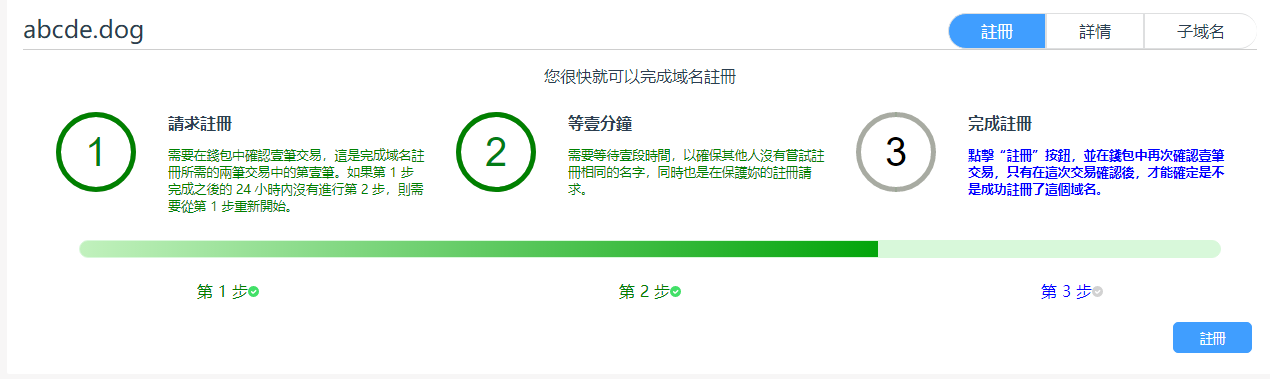 abcde.dog
註冊 詳情 子域名
您很快就可以完成域名註冊
1
請求註冊
需要在錢包中確認壹筆交易，這是完成域名註
冊所需的兩筆交易中的第壹筆。如果第 1 步
完成之後的 24 小時內沒有進行第 2 步，則需
要從第 1 步重新開始。
2
等壹分鐘
需要等待壹段時間，以確保其他人沒有嘗試註
冊相同的名字，同時也是在保護妳的註冊請
求。
3
完成註冊
點擊“註冊”按鈕，並在錢包中再次確認壹筆
交易，只有在這次交易確認後，才能確定是不
是成功註冊了這個域名。
第 1 步
第 2 步
第 3 步
註冊